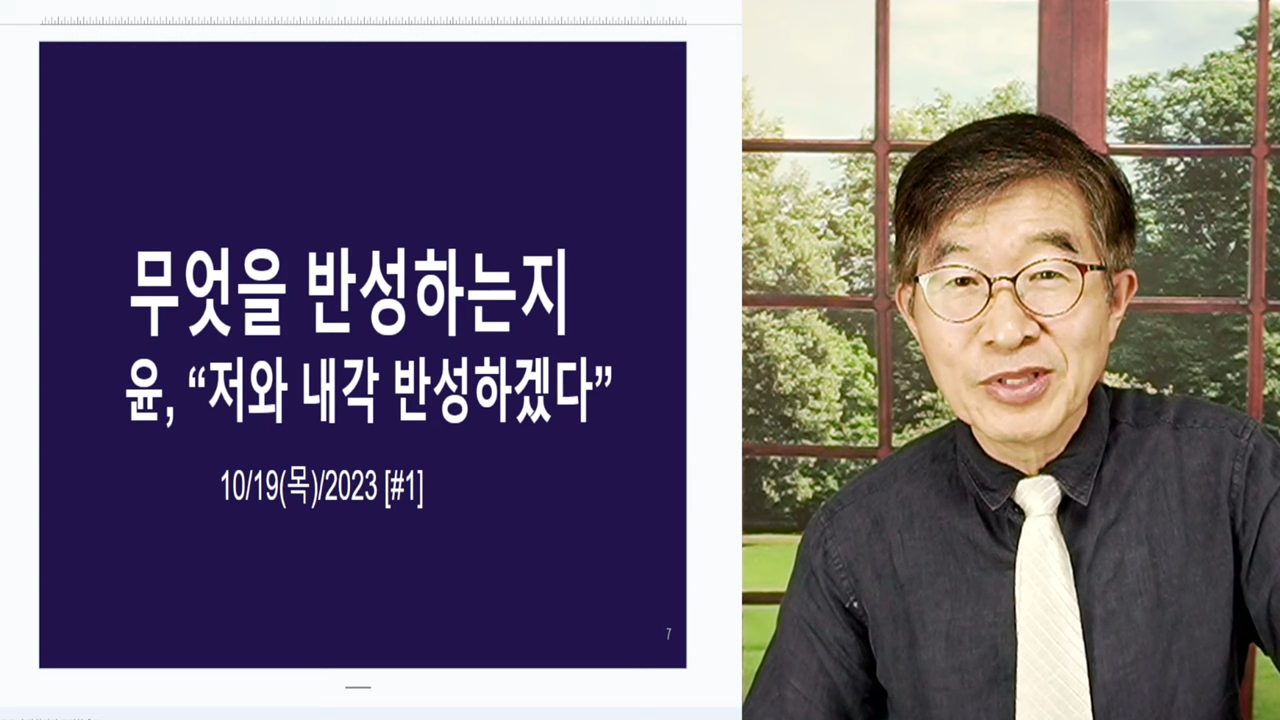 무엇을 반성하는지
윤, “저와 내각 반성하겠다”
10/19(목)/2023 [#1]
7